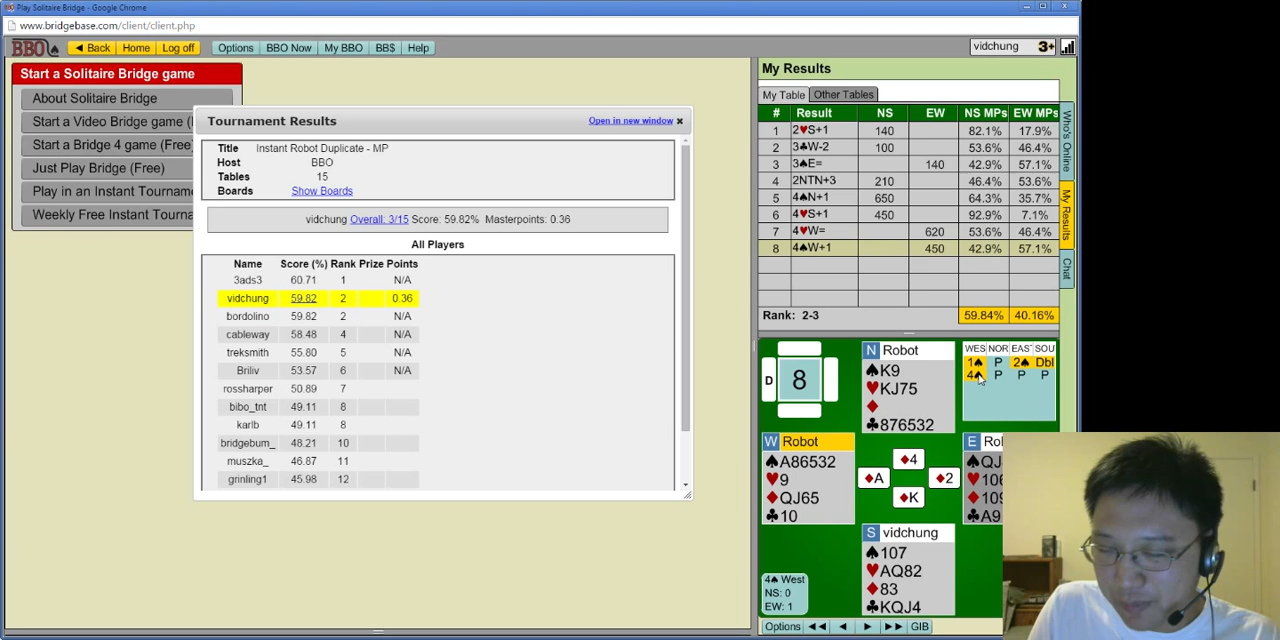 Play Solitaire Bridge - Google Chrome
www.bridgebase.com/client/client.php
BBO♠ ◄ Back Home Log off Options BBO Now My BBO BB$ Help vidchung 3+
Start a Solitaire Bridge game
About Solitaire Bridge
Start a Video Bridge game (
Start a Bridge 4 game (Free)
Just Play Bridge (Free)
Play in an Instant Tourname
Weekly Free Instant Tourna
Tournament Results Open in new window ×
Title Instant Robot Duplicate - MP
Host BBO
Tables 15
Boards Show Boards
vidchung Overall: 3/15 Score: 59.82% Masterpoints: 0.36
All Players
Name Score (%) Rank Prize Points
3ads3 60.71 1 N/A
vidchung 59.82 2 0.36
bordolino 59.82 2 N/A
cableway 58.48 4 N/A
treksmith 55.80 5 N/A
Briliv 53.57 6 N/A
rossharper 50.89 7
bibo_tnt 49.11 8
karlb 49.11 8
bridgebum_ 48.21 10
muszka_ 46.87 11
grinling1 45.98 12
My Results
My Table Other Tables
# Result NS EW NS MPs EW MPs
1 2♥S+1 140 82.1% 17.9%
2 3♣W-2 100 53.6% 46.4%
3 3♠E= 140 42.9% 57.1%
4 2NTN+3 210 46.4% 53.6%
5 4♠N+1 650 64.3% 35.7%
6 4♥S+1 450 92.9% 7.1%
7 4♥W= 620 53.6% 46.4%
8 4♠W+1 450 42.9% 57.1%
Rank: 2-3 59.84% 40.16%
Who's Online
My Results
Chat
D 8
N Robot
♠K9
♥KJ75
♦
♣876532
WES NOR EAS SOU
1♠ P 2♠ Dbl
4♠ P P P
W Robot
♠A86532
♥9
♦QJ65
♣10
♦4
♦A ♦2
♦K
E Ro
♠QJ
♥106
♦109
♣A9
S vidchung
♠107
♥AQ82
♦83
♣KQJ4
4♠ West
NS: 0
EW: 1
Options ◄◄ ◄ ► ►► GIB